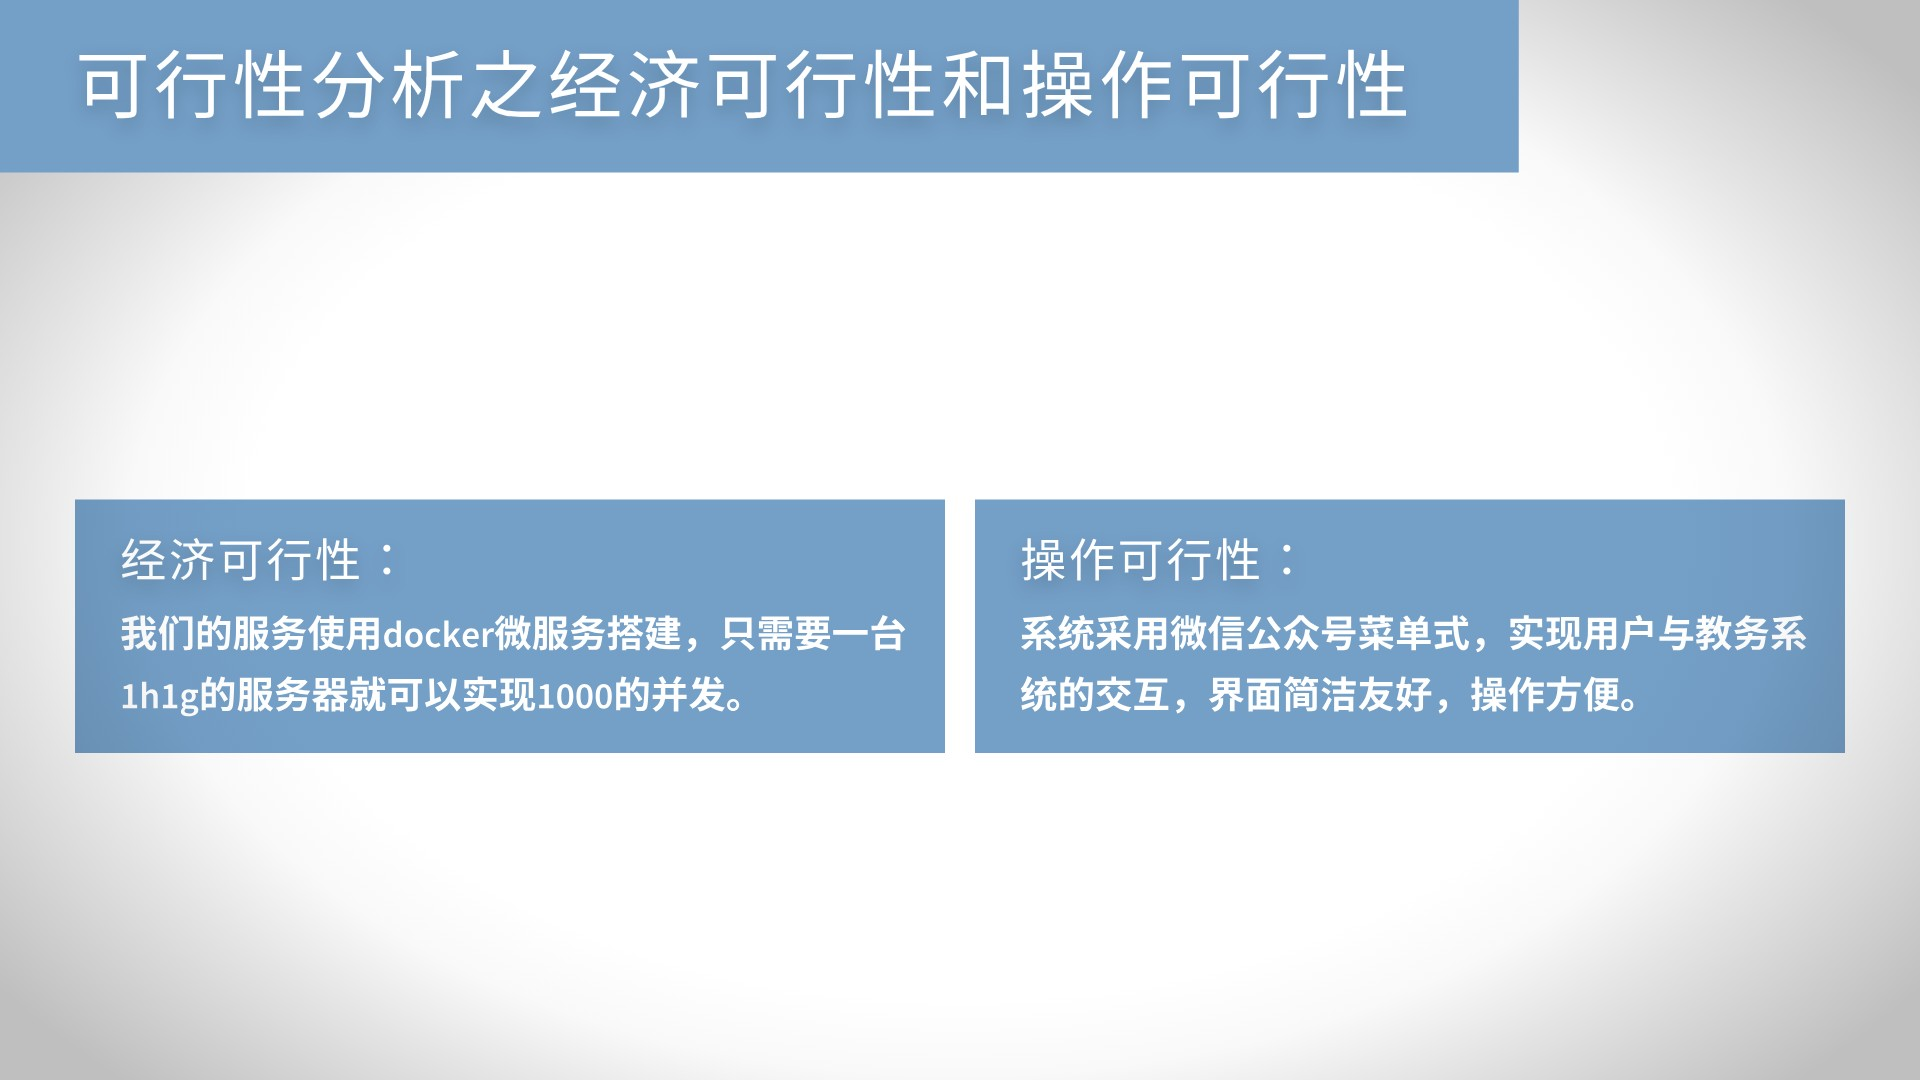 可行性分析之经济可行性和操作可行性
经济可行性：
我们的服务使用docker微服务搭建，只需要一台
1h1g的服务器就可以实现1000的并发。
操作可行性：
系统采用微信公众号菜单式，实现用户与教务系
统的交互，界面简洁友好，操作方便。